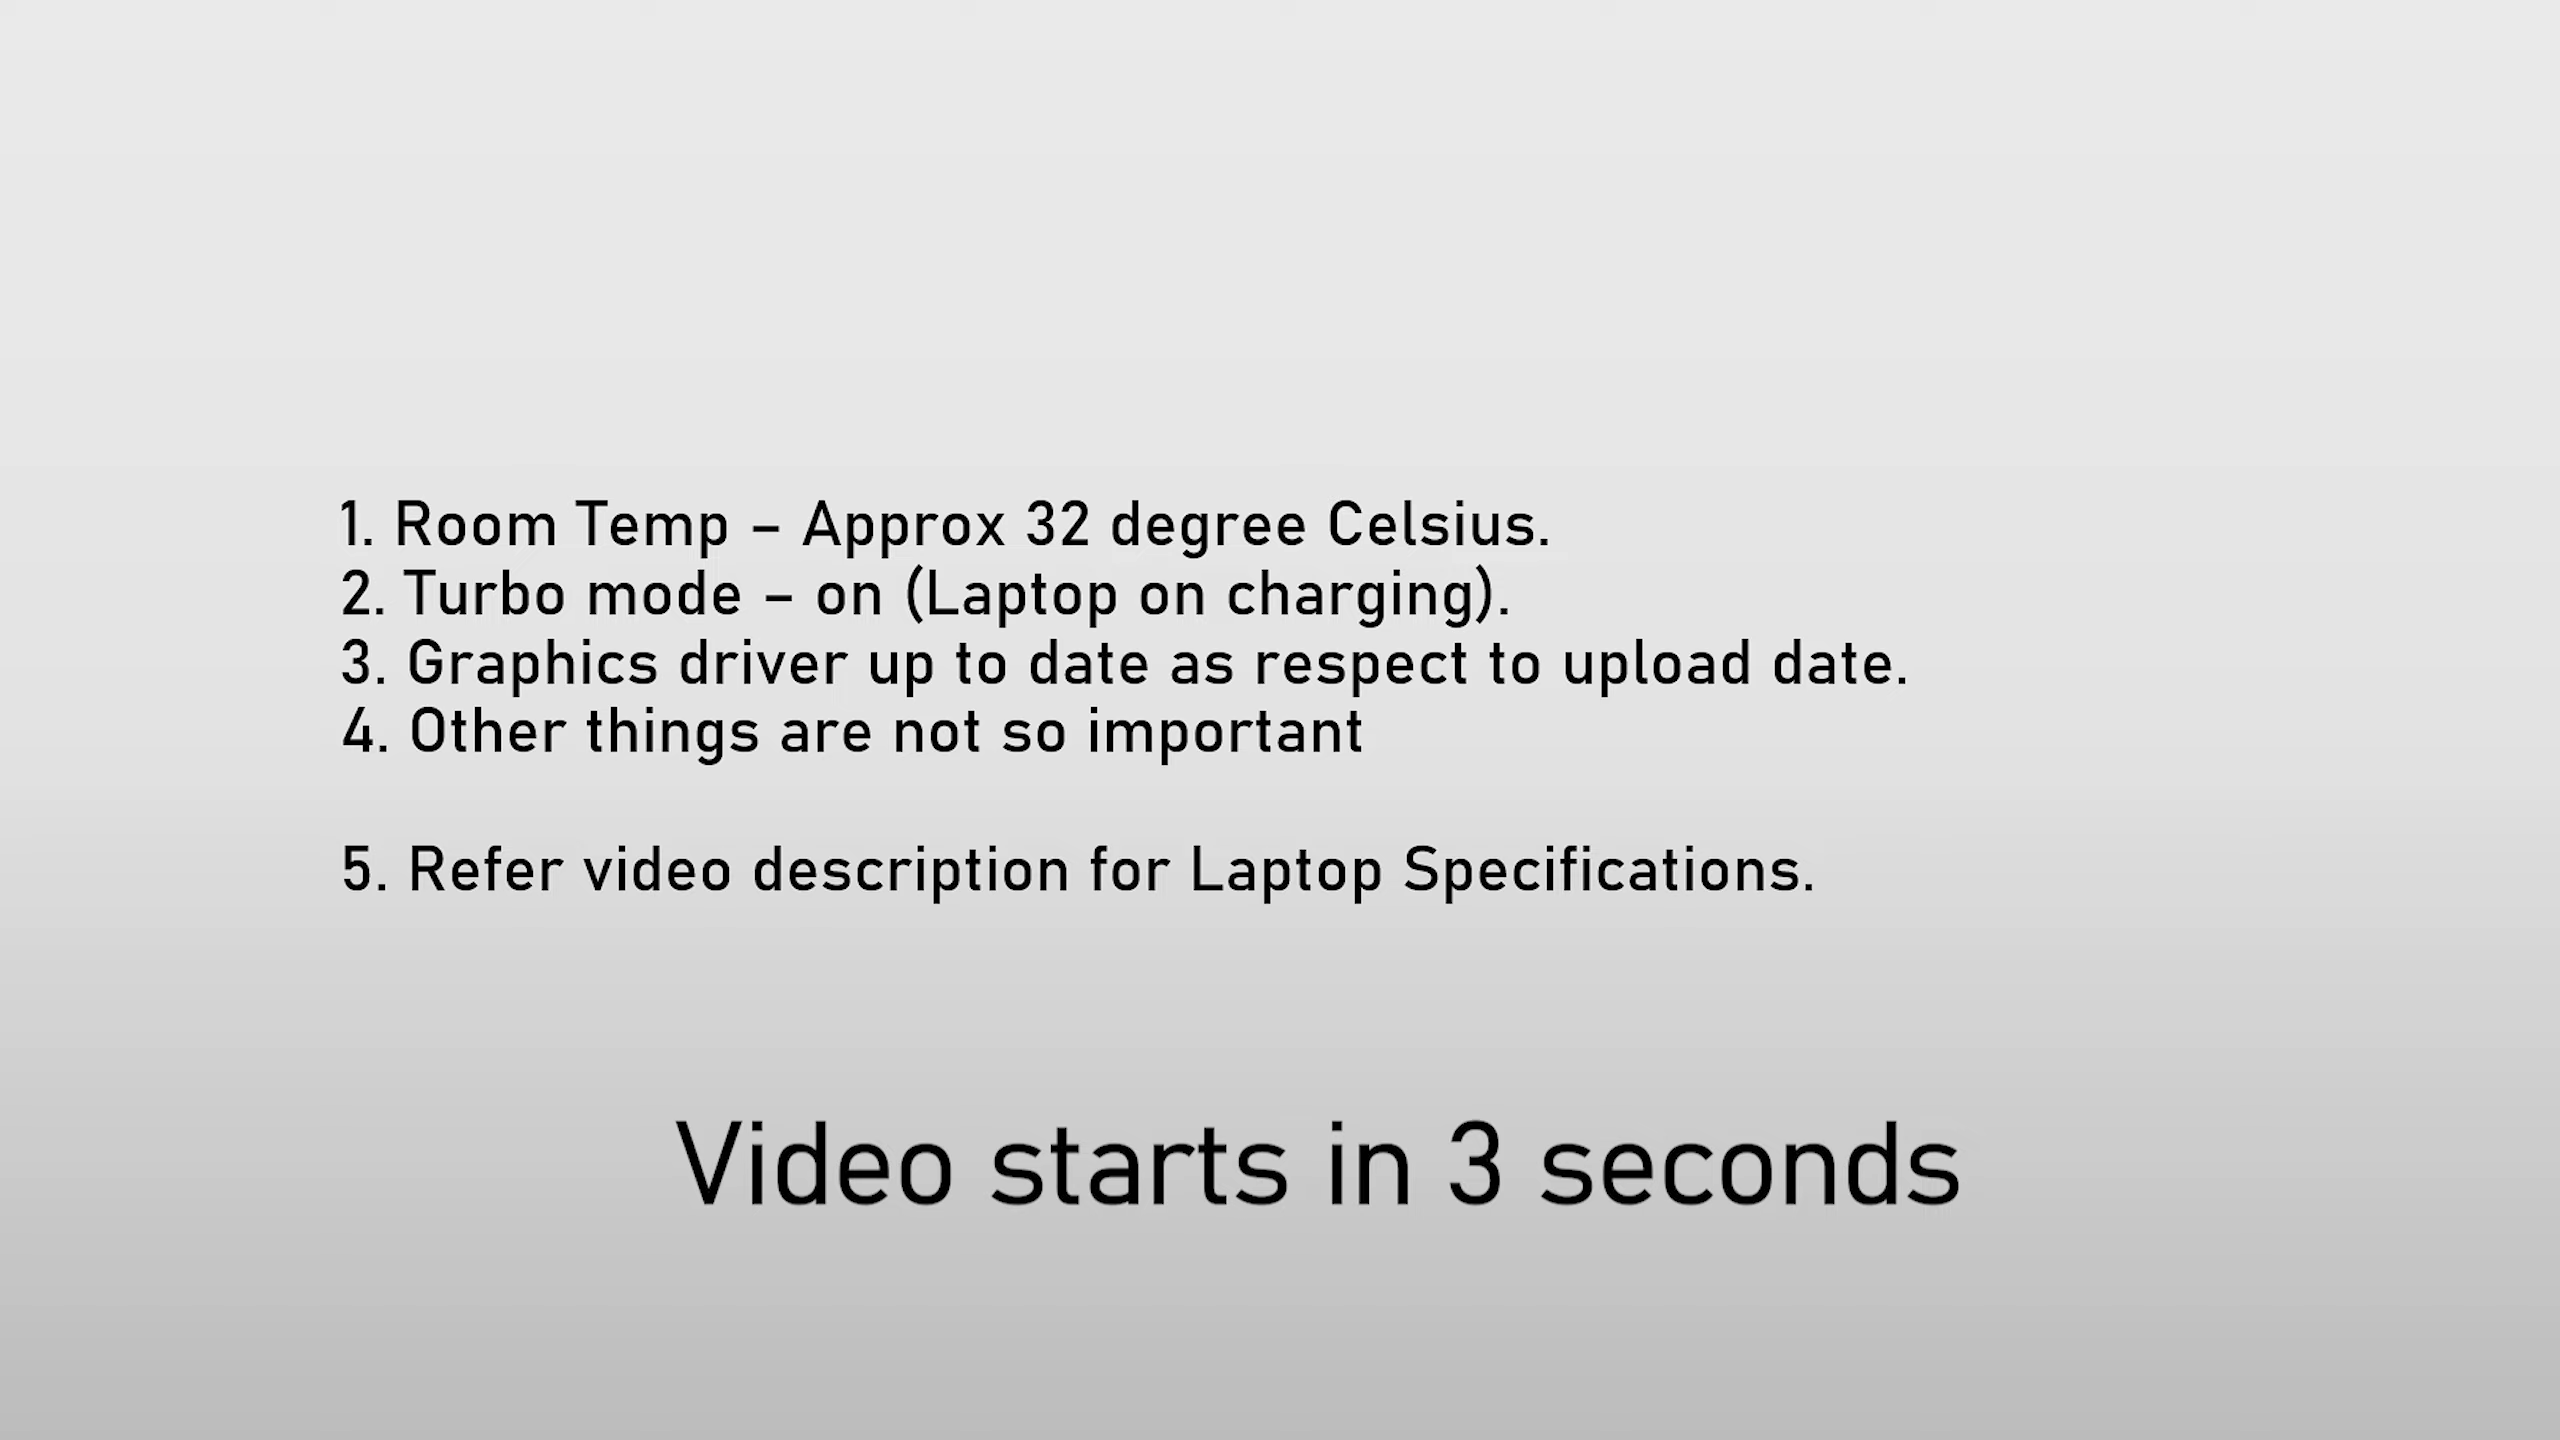 1. Room Temp – Approx 32 degree Celsius.
2. Turbo mode – on (Laptop on charging).
3. Graphics driver up to date as respect to upload date.
4. Other things are not so important
5. Refer video description for Laptop Specifications.
Video starts in 3 seconds